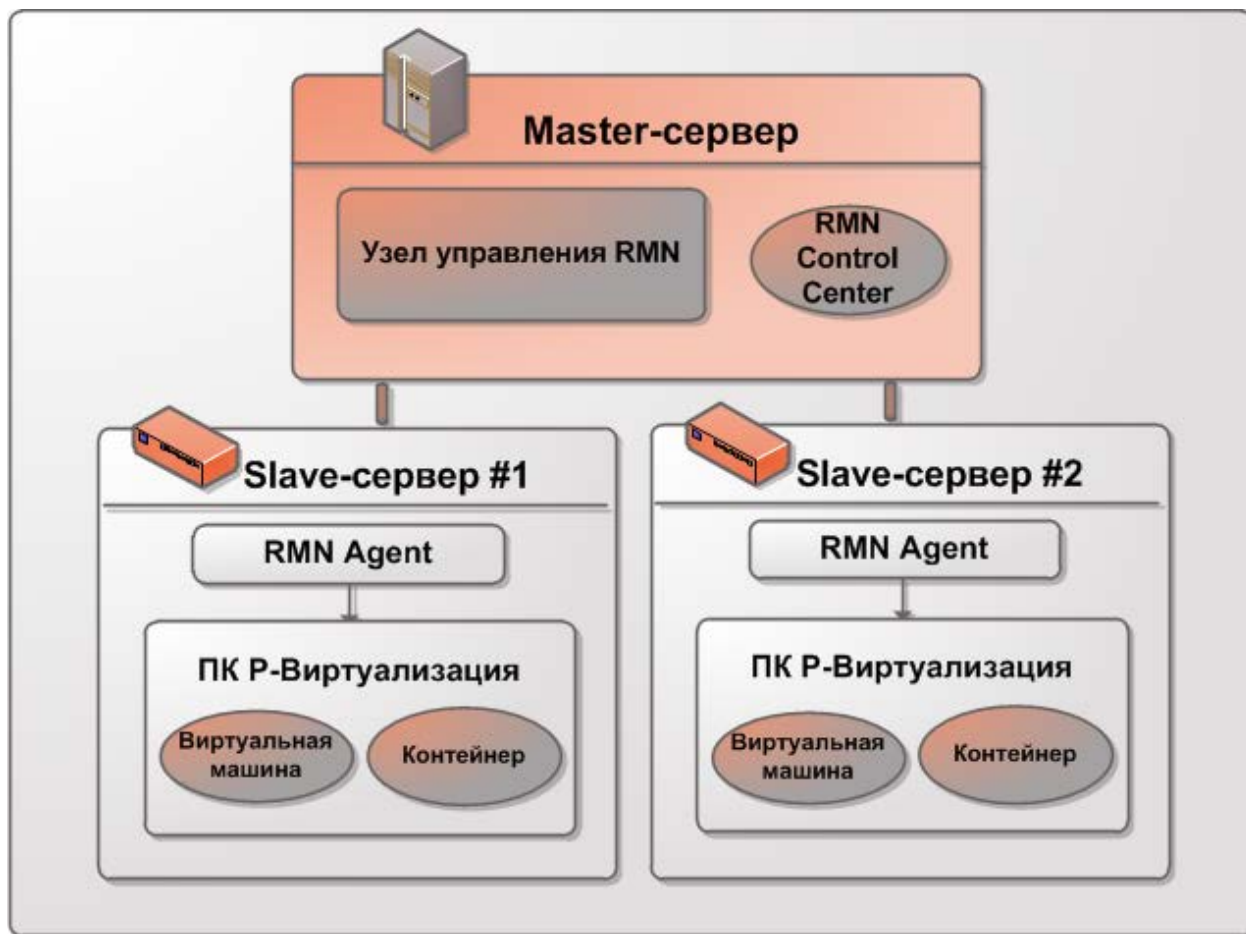 Master-сервер
Узел управления RMN
RMN
Control
Center
Slave-сервер #1
RMN Agent
ПК Р-Виртуализация
Виртуальная
машина
Контейнер
Slave-сервер #2
RMN Agent
ПК Р-Виртуализация
Виртуальная
машина
Контейнер